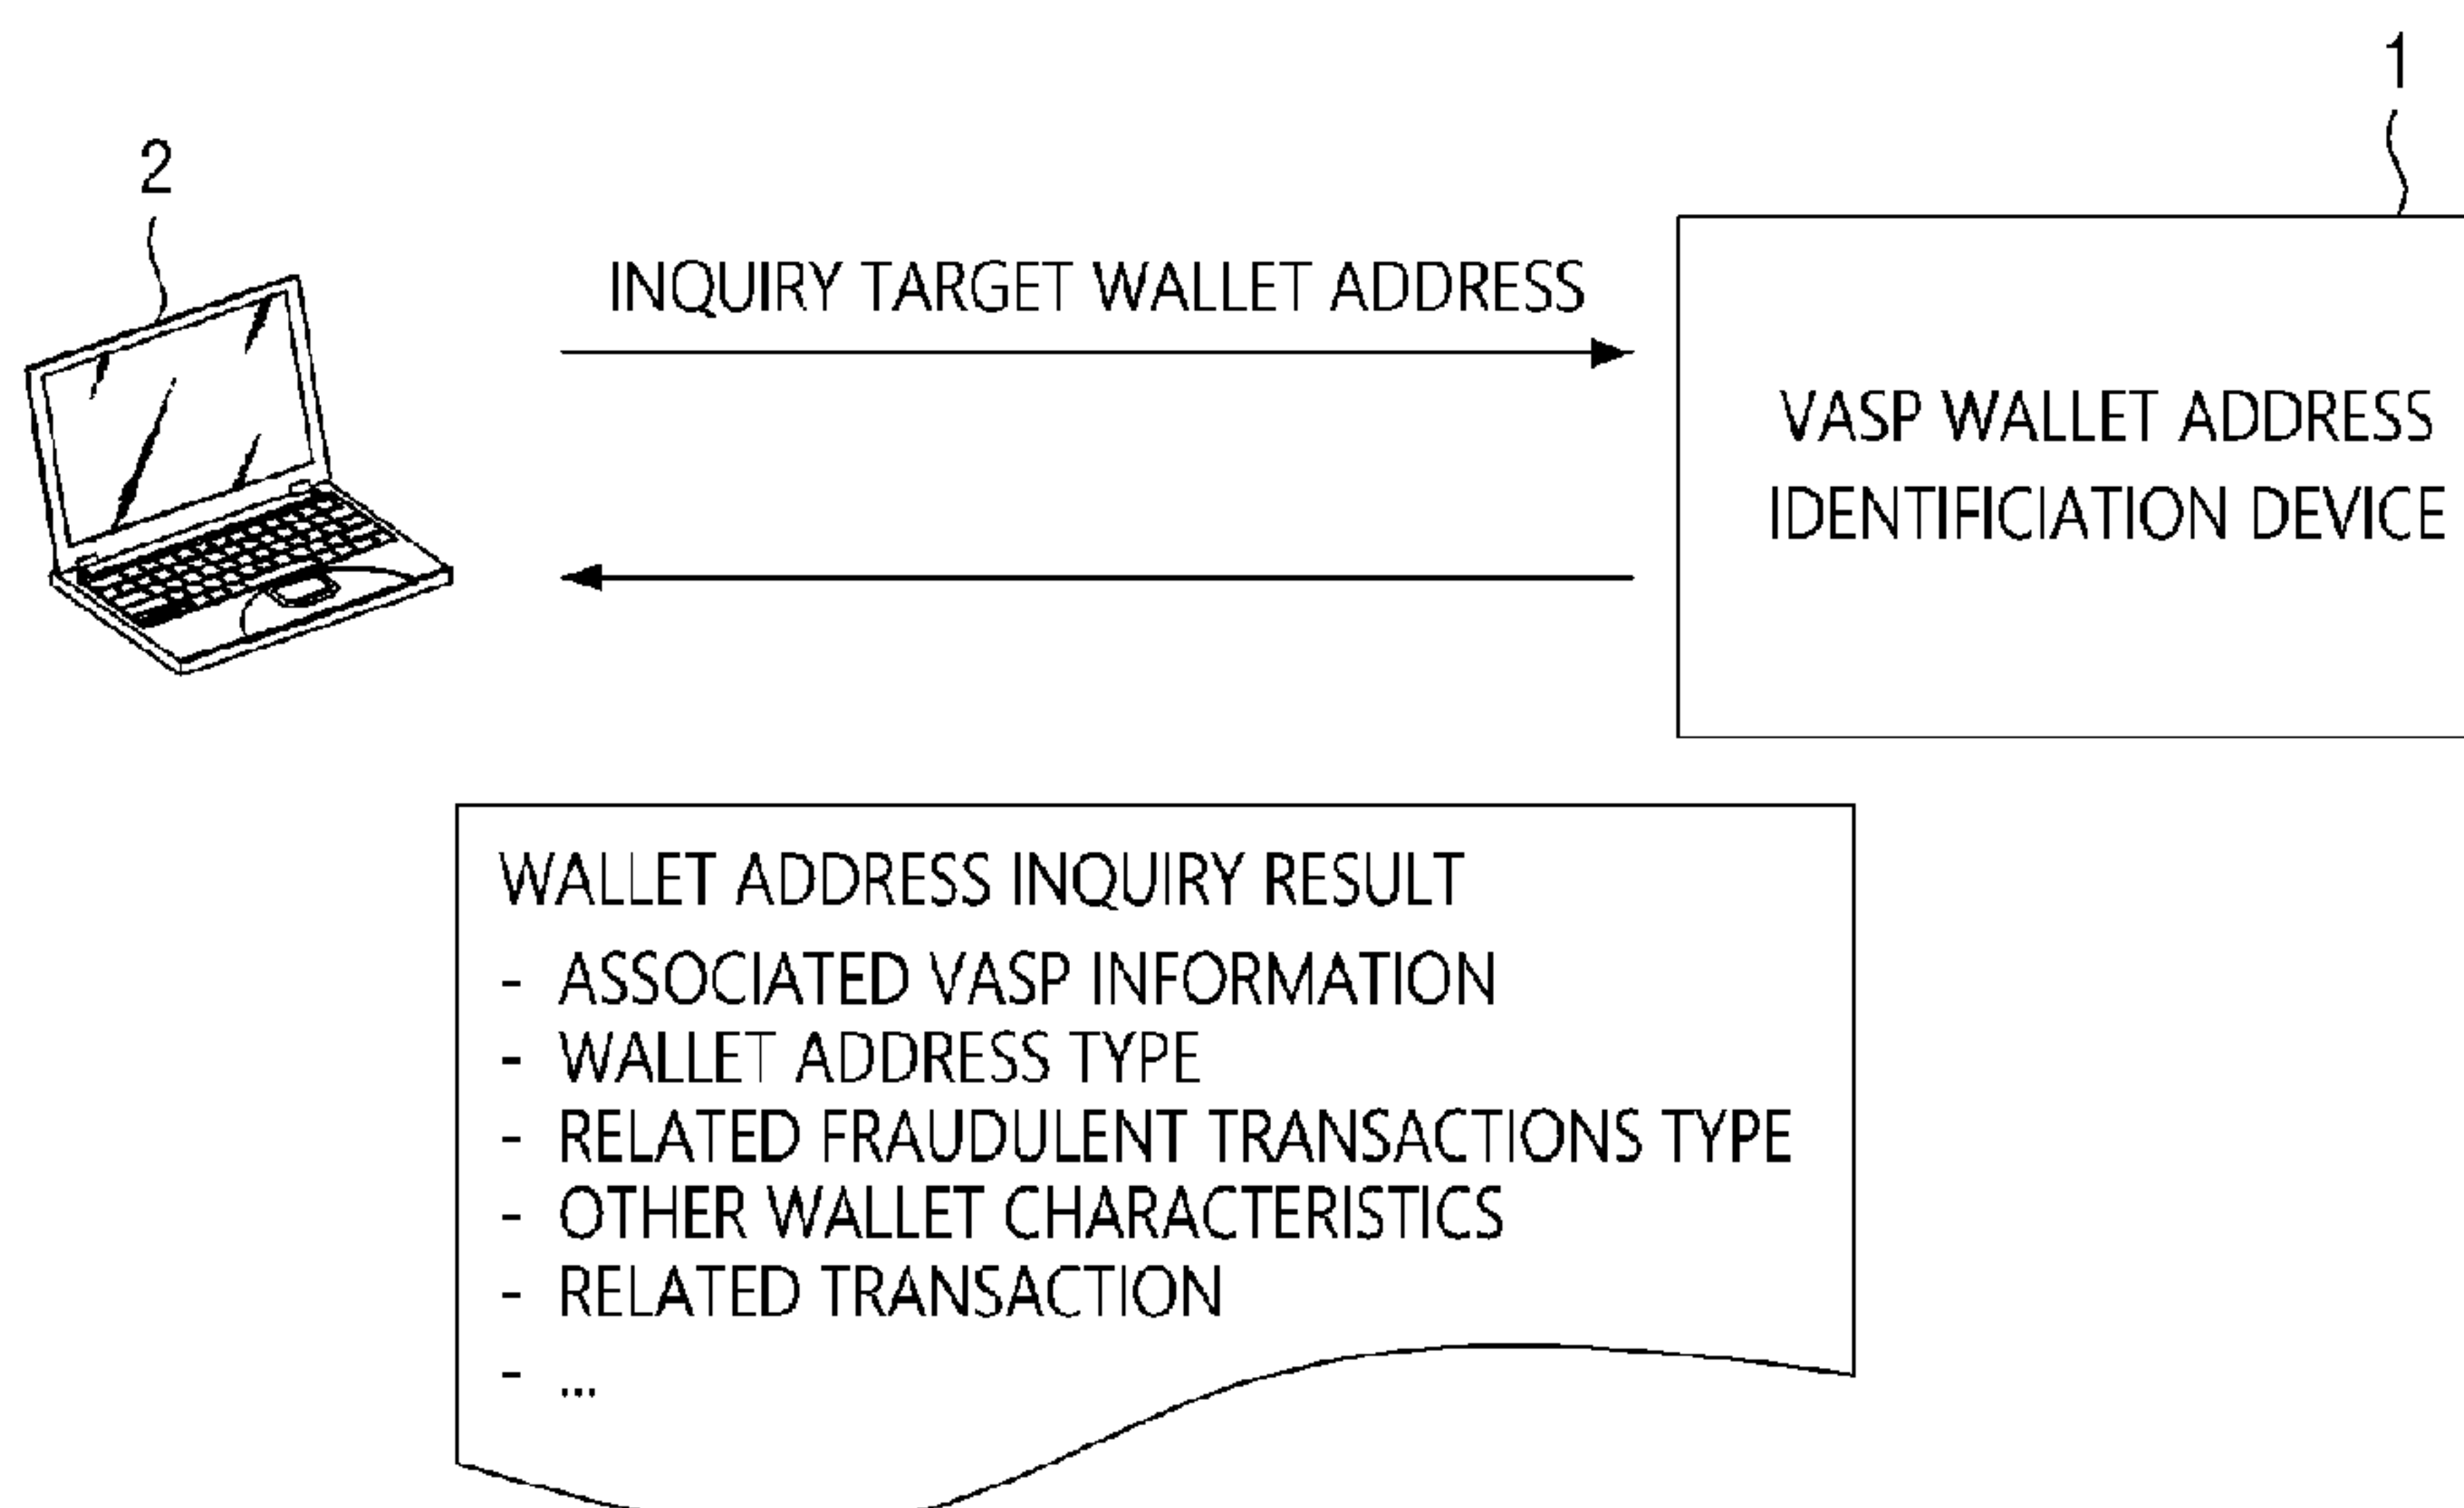 1
2
INQUIRY TARGET WALLET ADDRESS
VASP WALLET ADDRESS
IDENTIFICIATION DEVICE
WALLET ADDRESS INQUIRY RESULT
- ASSOCIATED VASP INFORMATION
- WALLET ADDRESS TYPE
- RELATED FRAUDULENT TRANSACTIONS TYPE
- OTHER WALLET CHARACTERISTICS
- RELATED TRANSACTION
- ...